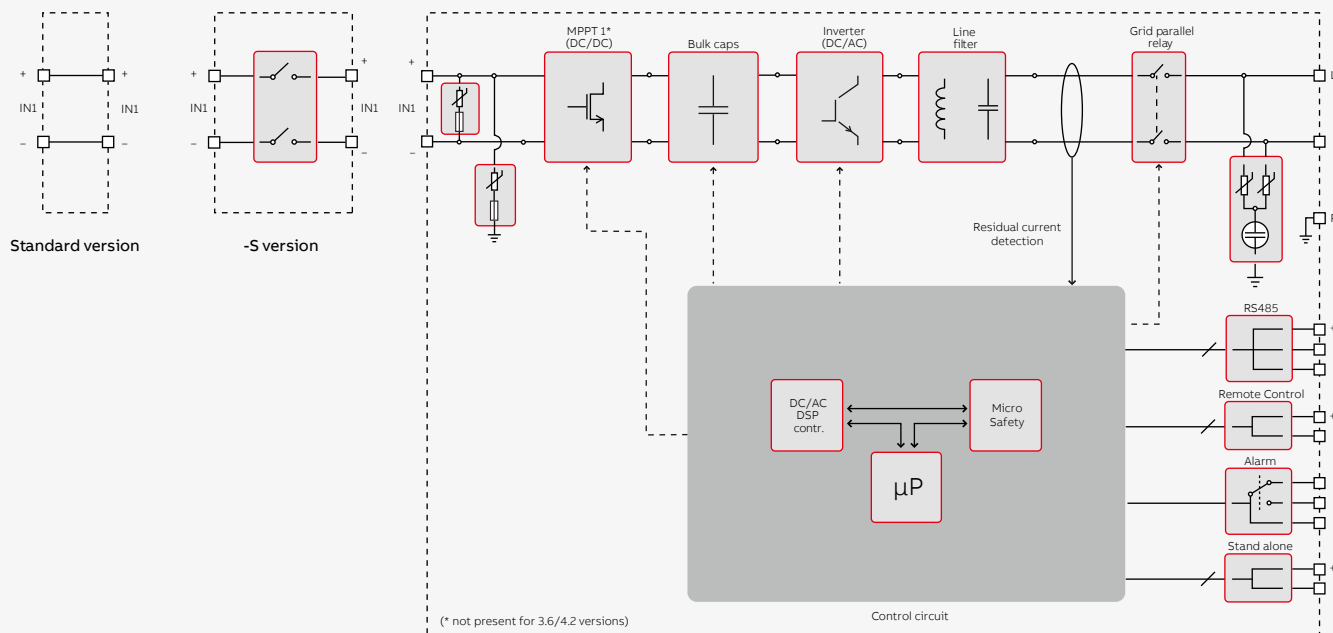 MPPT 1*
(DC/DC)
Bulk caps
Inverter
(DC/AC)
Line
filter
Grid parallel
relay
+
+
+
+
+
IN1
IN1
IN1
IN1
–
–
–
–
–
Standard version
-S version
Residual current
detection
RS485
+
Remote Control
+
Alarm
Stand alone
+
DC/AC
DSP
contr.
Micro
Safety
µP
Control circuit
(* not present for 3.6/4.2 versions)